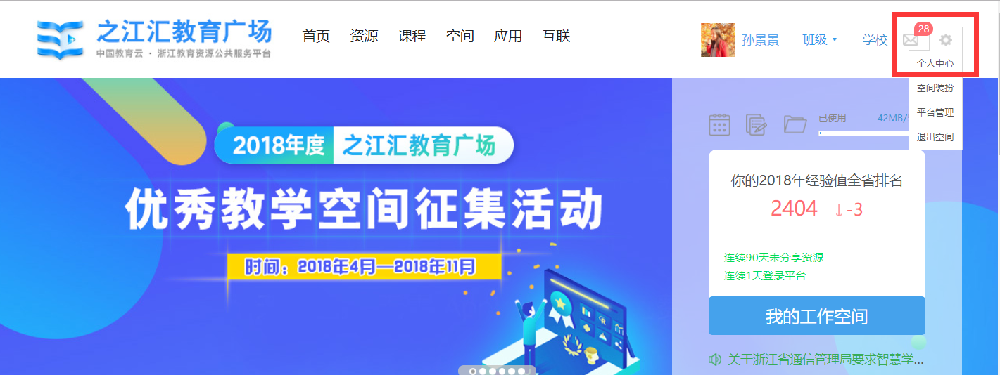 之江汇教育广场
中国教育云·浙江教育资源公共服务平台
首页 资源 课程 空间 应用 互联
孙景景 班级 学校 28
个人中心
空间装扮
平台管理
退出空间
已使用 42MB/
2018年度 之江汇教育广场
优秀教学空间征集活动
时间：2018年4月—2018年11月
你的2018年经验值全省排名
2404 ↓-3
连续90天未分享资源
连续1天登录平台
我的工作空间
关于浙江省通信管理局要求智慧学...